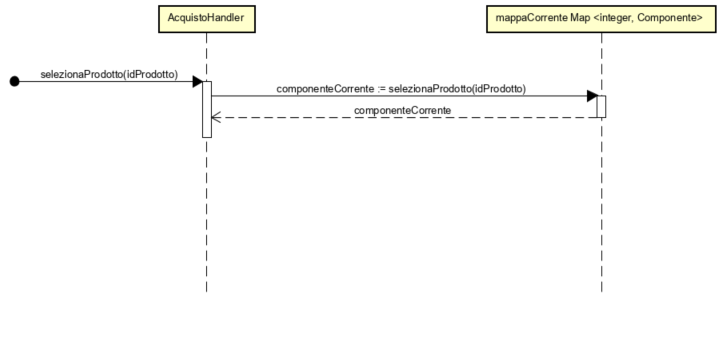 AcquistoHandler
mappaCorrente Map <integer, Componente>
selezionaProdotto(idProdotto)
componenteCorrente := selezionaProdotto(idProdotto)
componenteCorrente